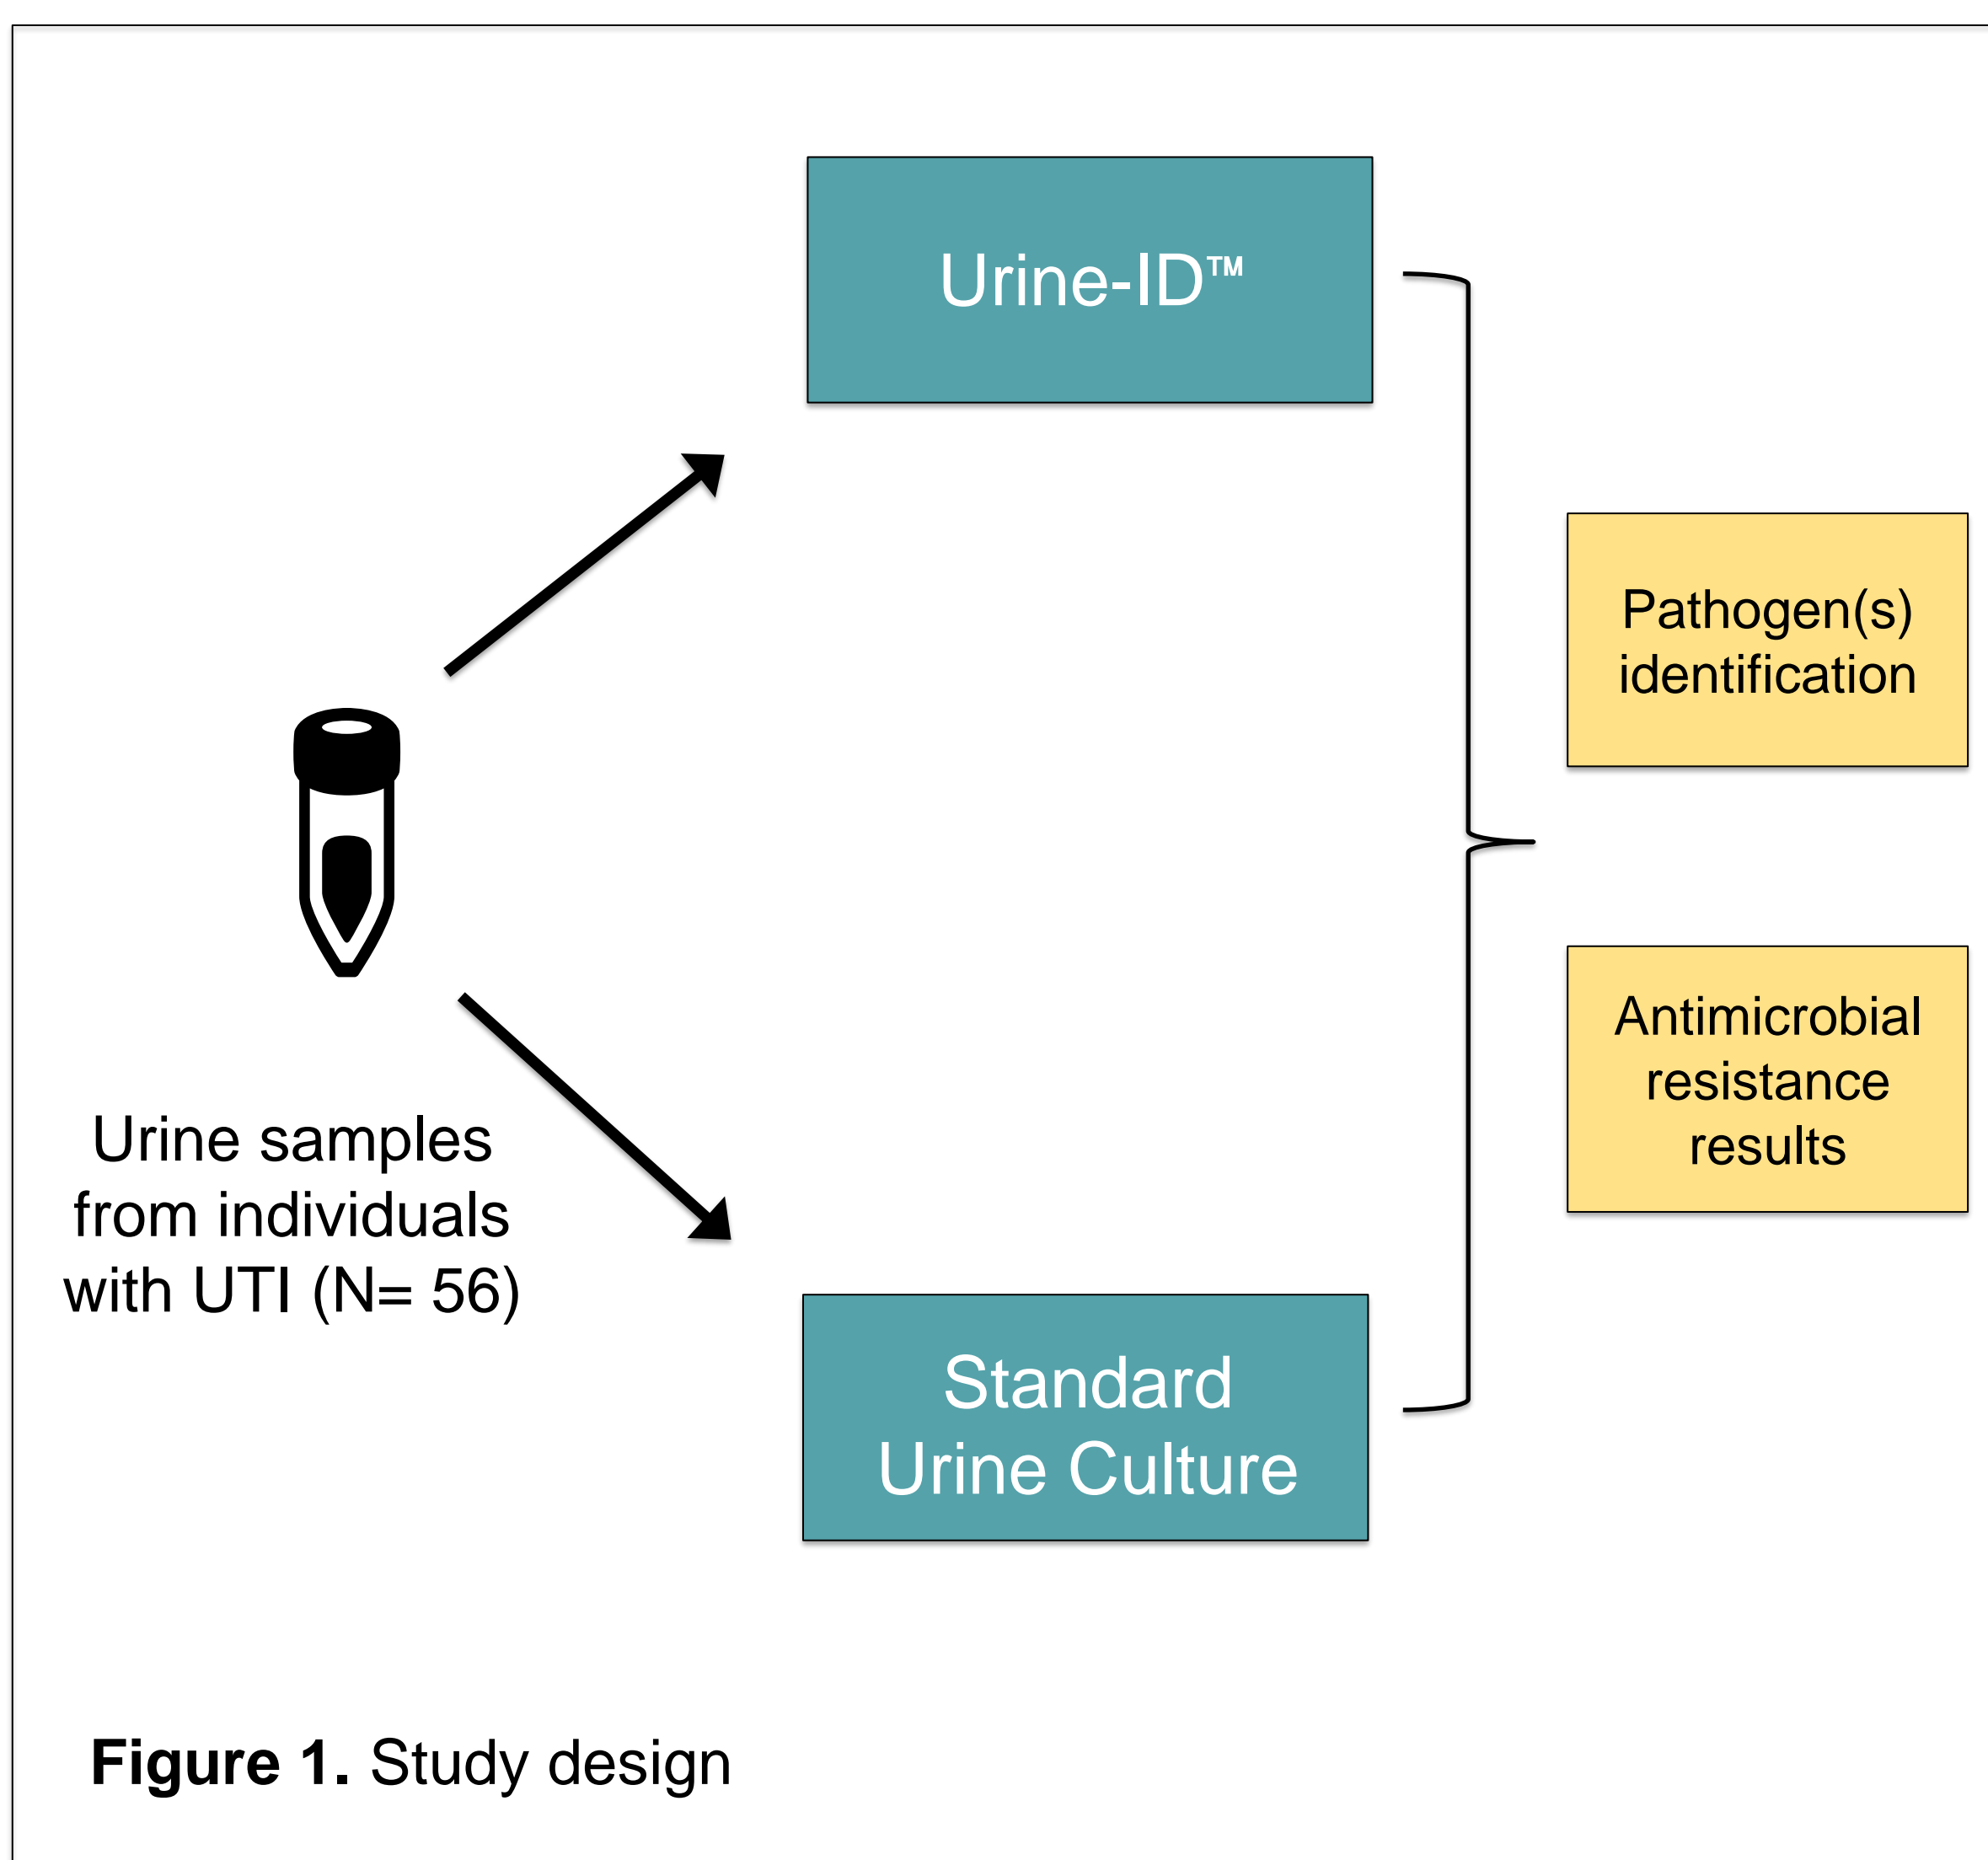 Urine-ID™
Pathogen(s)
identification
Antimicrobial
resistance
results
Urine samples
from individuals
with UTI (N= 56)
Standard
Urine Culture
Figure 1. Study design